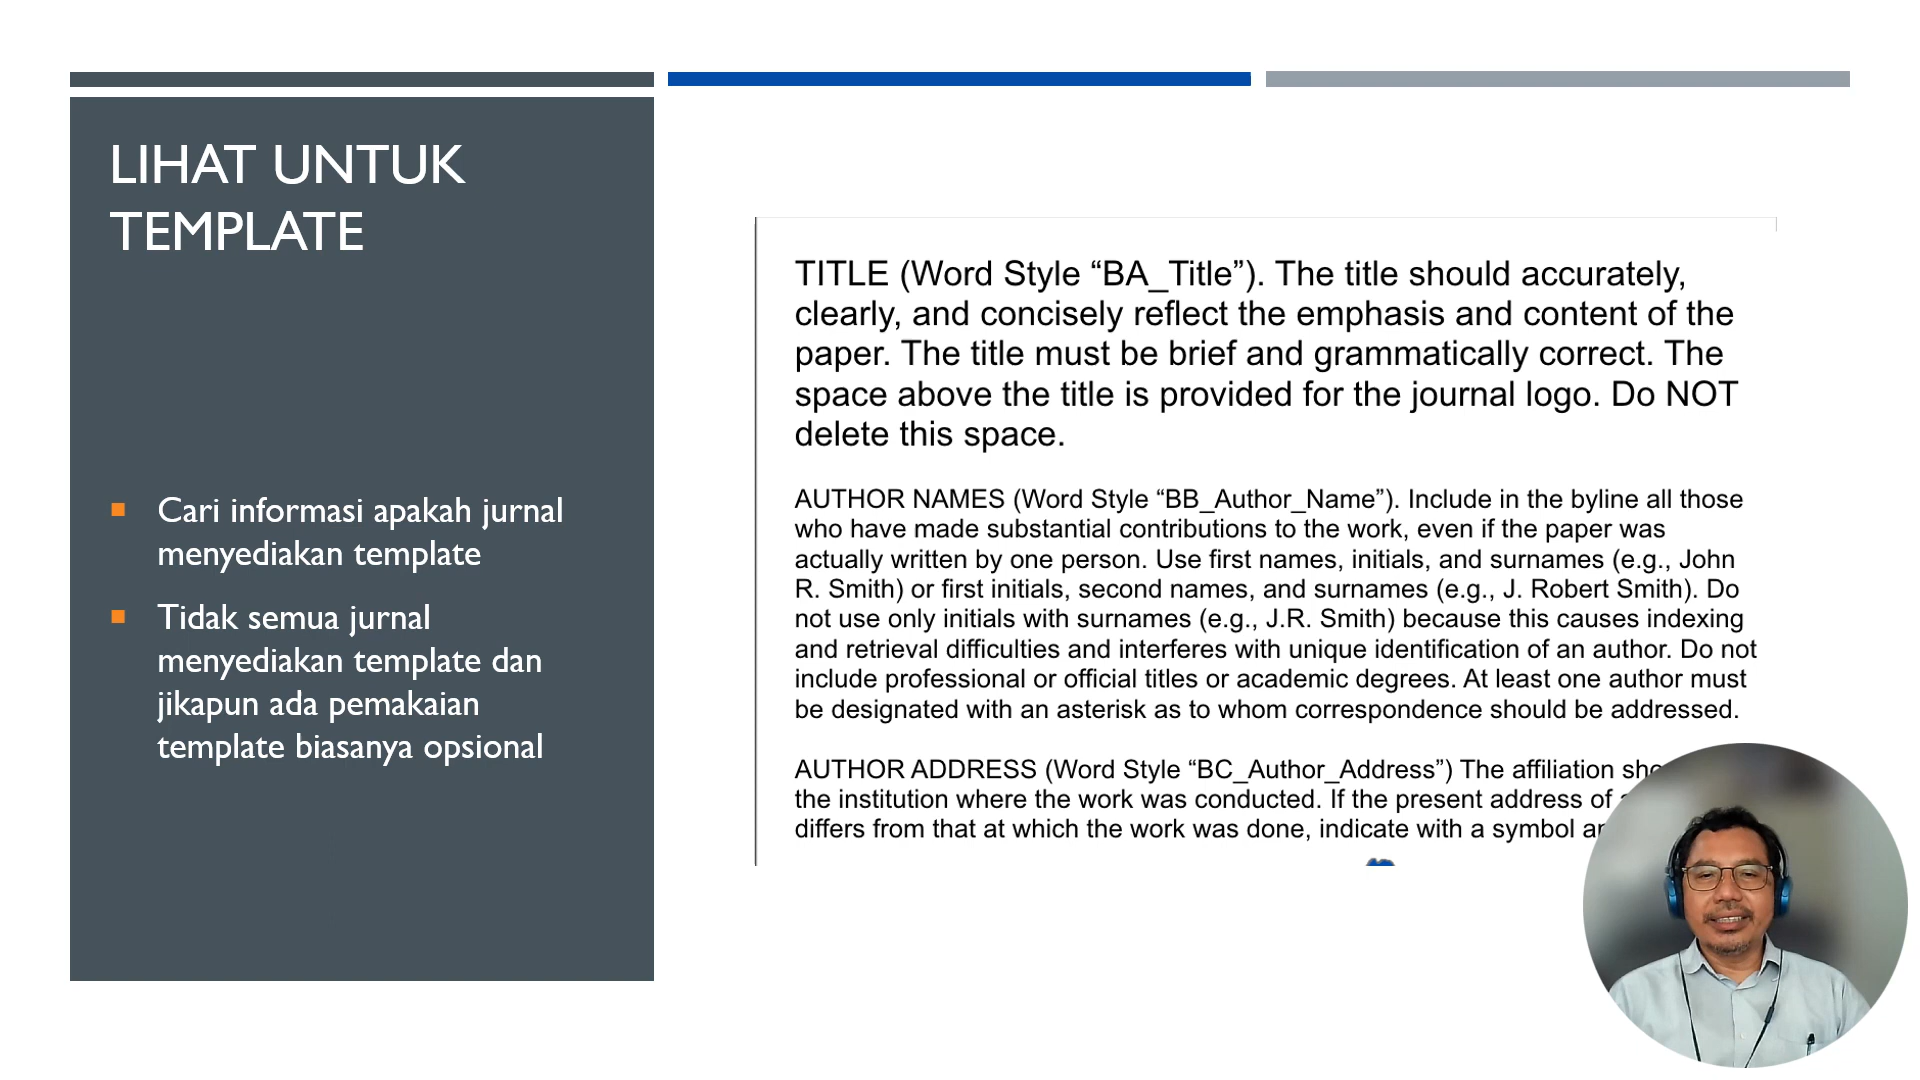 LIHAT UNTUK
TEMPLATE
Cari informasi apakah jurnal
menyediakan template
Tidak semua jurnal
menyediakan template dan
jikapun ada pemakaian
template biasanya opsional
TITLE (Word Style “BA_Title”). The title should accurately,
clearly, and concisely reflect the emphasis and content of the
paper. The title must be brief and grammatically correct. The
space above the title is provided for the journal logo. Do NOT
delete this space.
AUTHOR NAMES (Word Style “BB_Author_Name”). Include in the byline all those
who have made substantial contributions to the work, even if the paper was
actually written by one person. Use first names, initials, and surnames (e.g., John
R. Smith) or first initials, second names, and surnames (e.g., J. Robert Smith). Do
not use only initials with surnames (e.g., J.R. Smith) because this causes indexing
and retrieval difficulties and interferes with unique identification of an author. Do not
include professional or official titles or academic degrees. At least one author must
be designated with an asterisk as to whom correspondence should be addressed.
AUTHOR ADDRESS (Word Style “BC_Author_Address”) The affiliation
the institution where the work was conducted. If the present address of
differs from that at which the work was done, indicate with a symbol